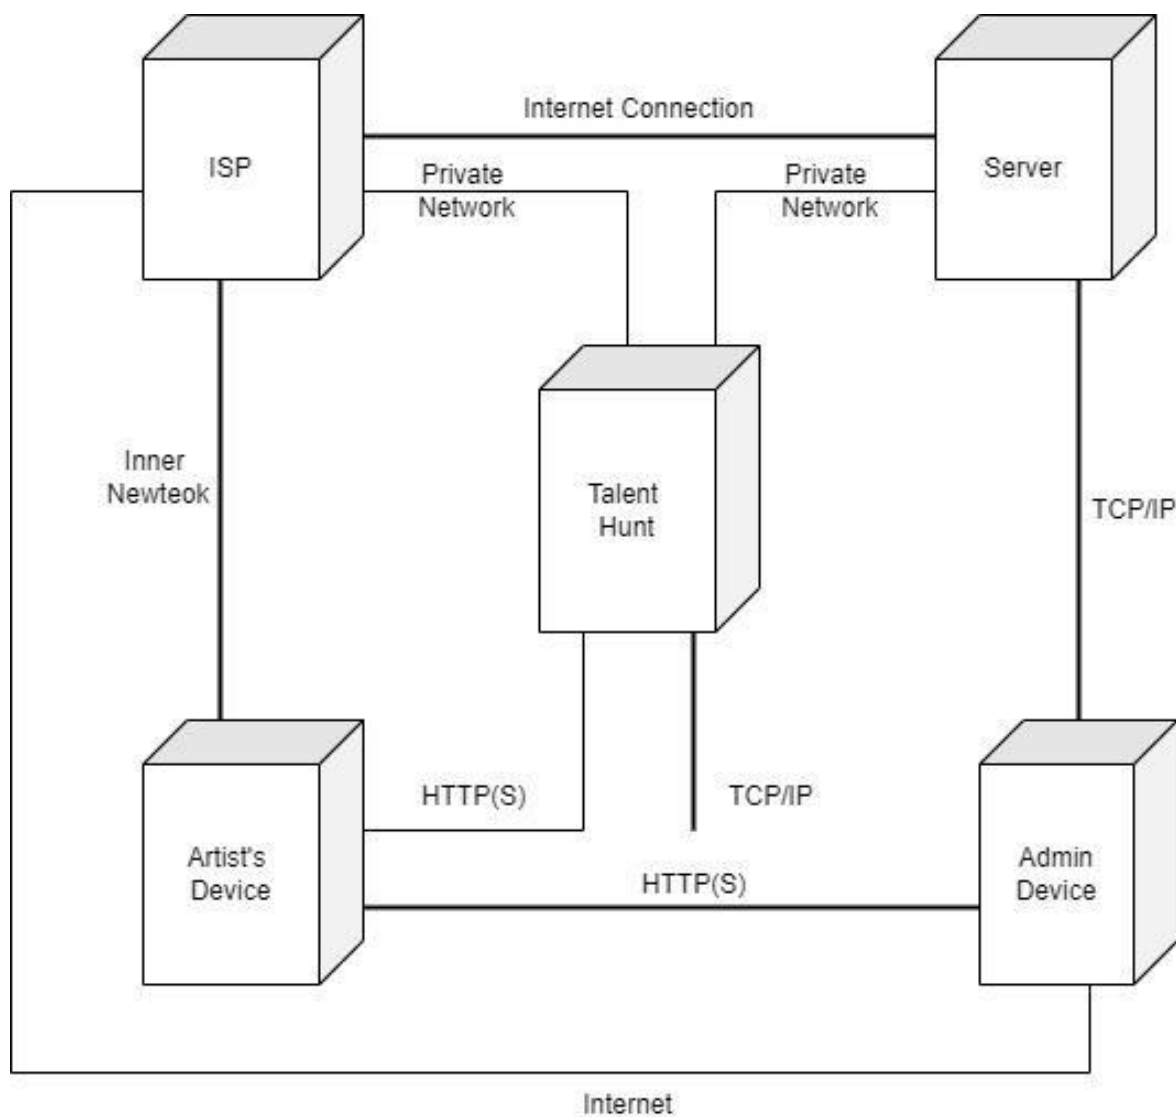 Internet Connection
ISP
Server
Private
Network
Private
Network
Inner
Newteok
Talent
Hunt
TCP/IP
HTTP(S)
TCP/IP
Artist's
Device
HTTP(S)
Admin
Device
Internet